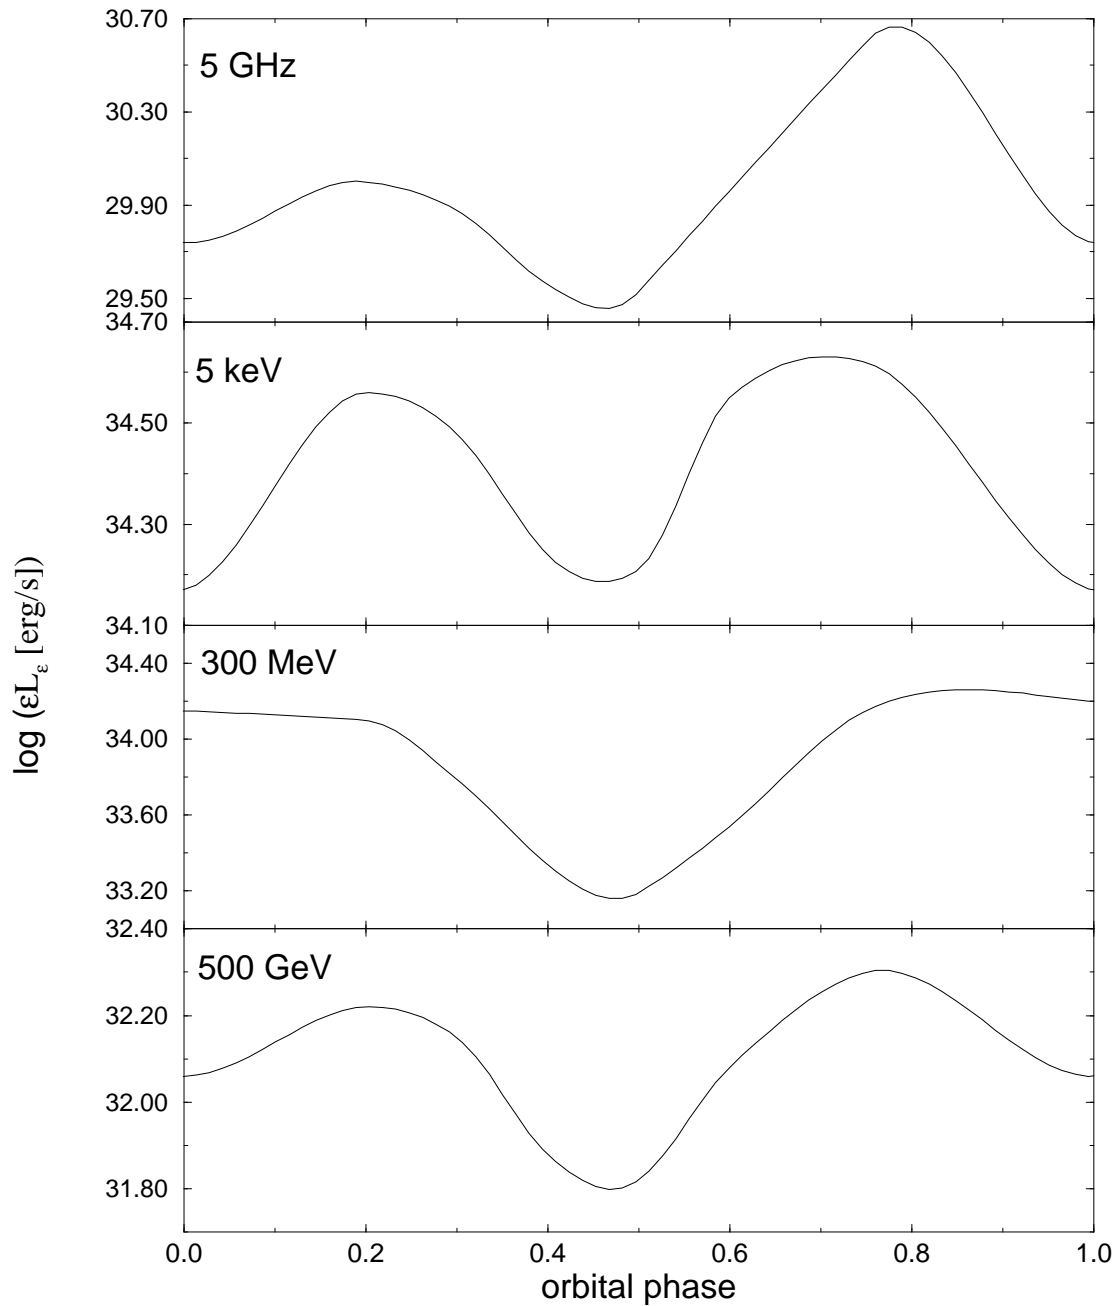 30.70
5 GHz
30.30
29.90
29.50
34.70
5 keV
34.50
34.30
34.10
34.40
300 MeV
34.00
33.60
33.20
32.40
500 GeV
32.20
32.00
31.80
0.0 0.2 0.4 0.6 0.8 1.0
orbital phase
log (εLε [erg/s])